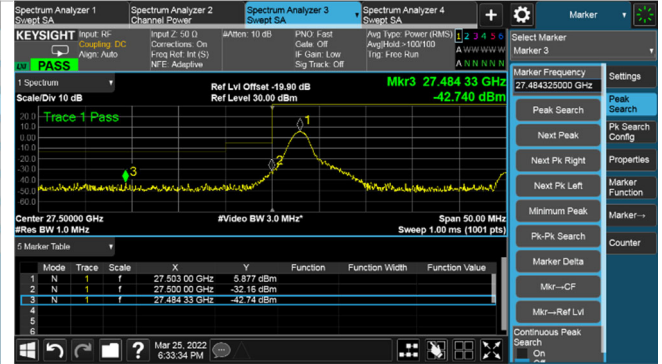 Spectrum Analyzer 1
Swept SA
Spectrum Analyzer 2
Channel Power
Spectrum Analyzer 3
Swept SA
Spectrum Analyzer 4
Swept SA
Marker
KEYSIGHT
Input: RF
Coupling: DC
Align: Auto
Input Z: 50 Ω
Corrections: On
Freq Ref: Int (S)
NFE: Adaptive
#Atten: 10 dB
PNO: Fast
Gate: Off
IF Gain: Low
Sig Track: Off
Avg Type: Power (RMS)
Avg|Hold:>100/100
Trig: Free Run
1 2 3 4 5 6
A W W W W W
A N N N N N
LXI PASS
Select Marker
Marker 3
1 Spectrum
Scale/Div 10 dB
Ref Lvl Offset -19.90 dB
Ref Level 30.00 dBm
Mkr3 27.484 33 GHz
-42.740 dBm
Trace 1 Pass
20.0
10.0
0.00
-10.0
-20.0
-30.0
-40.0
-50.0
-60.0
1
2
3
Center 27.50000 GHz
#Res BW 1.0 MHz
#Video BW 3.0 MHz*
Span 50.00 MHz
Sweep 1.00 ms (1001 pts)
5 Marker Table
Mode Trace Scale X Y Function Function Width Function Value
1 N 1 f 27.503 00 GHz 5.877 dBm
2 N 1 f 27.500 00 GHz -32.16 dBm
3 N 1 f 27.484 33 GHz -42.74 dBm
4
5
6
Mar 25, 2022
6:33:34 PM
Marker Frequency
27.484325000 GHz
Peak Search
Next Peak
Next Pk Right
Next Pk Left
Minimum Peak
Pk-Pk Search
Marker Delta
Mkr→CF
Mkr→Ref Lvl
Continuous Peak
Search
On
Off
Settings
Peak
Search
Pk Search
Config
Properties
Marker
Function
Marker→
Counter